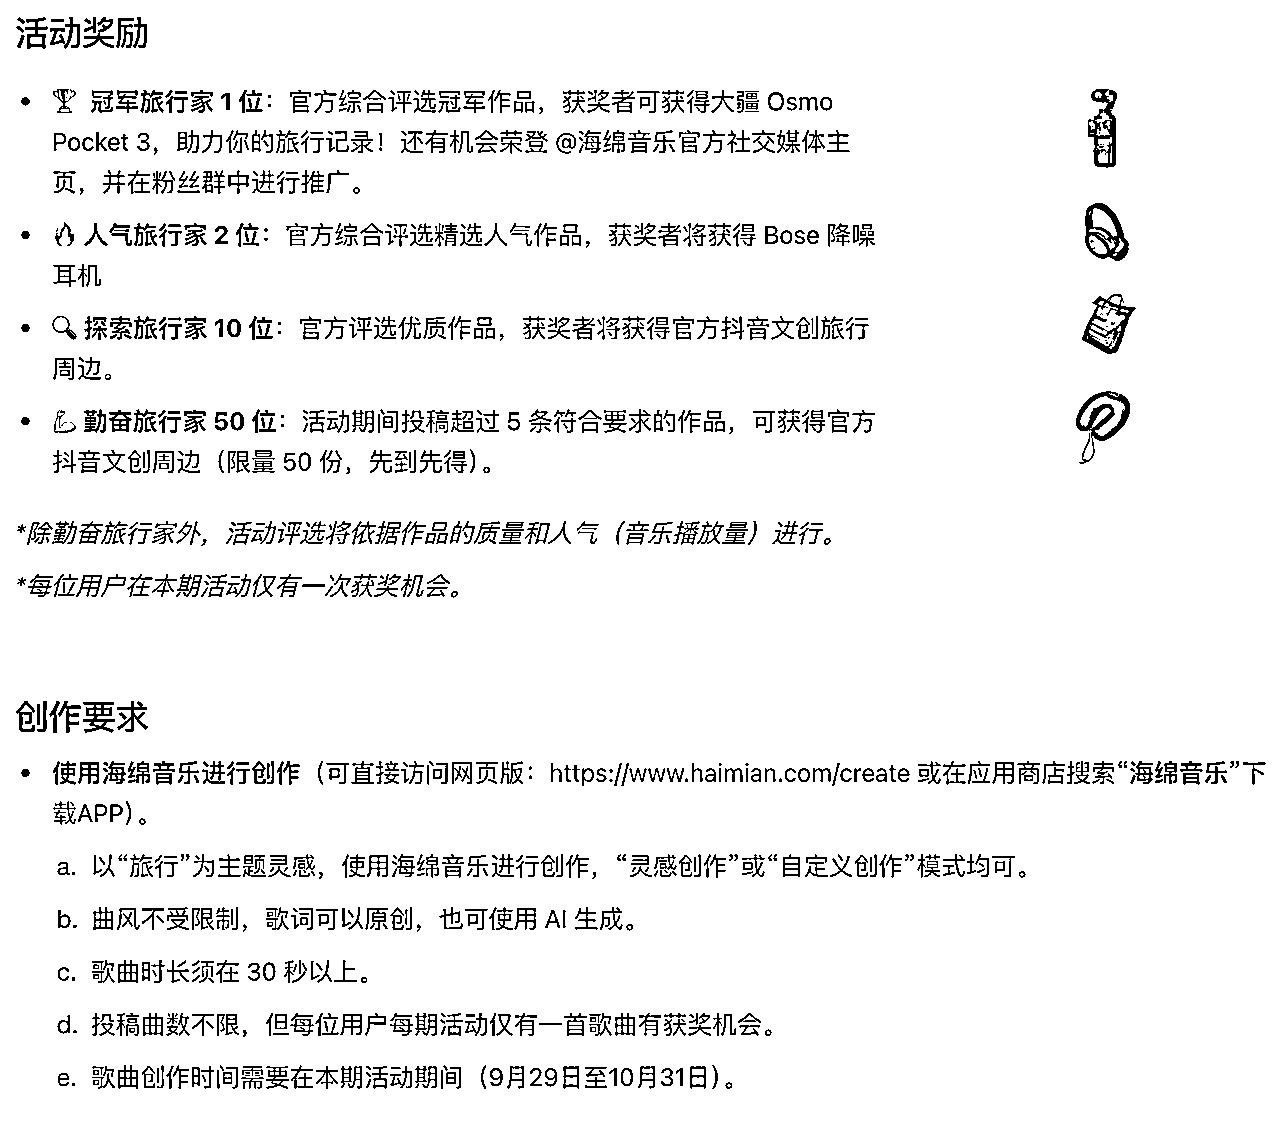 活动奖励
• 🏆 冠军旅行家 1 位：官方综合评选冠军作品，获奖者可获得大疆 Osmo
Pocket 3，助力你的旅行记录！还有机会荣登 @海绵音乐官方社交媒体主
页，并在粉丝群中进行推广。
• 🔥 人气旅行家 2 位：官方综合评选精选人气作品，获奖者将获得 Bose 降噪
耳机
• 🔍 探索旅行家 10 位：官方评选优质作品，获奖者将获得官方抖音文创旅行
周边。
• 💪 勤奋旅行家 50 位：活动期间投稿超过 5 条符合要求的作品，可获得官方
抖音文创周边（限量 50 份，先到先得）。
*除勤奋旅行家外，活动评选将依据作品的质量和人气（音乐播放量）进行。
*每位用户在本期活动仅有一次获奖机会。
创作要求
• 使用海绵音乐进行创作（可直接访问网页版：https://www.haimian.com/create 或在应用商店搜索“海绵音乐”下
载APP）。
a. 以“旅行”为主题灵感，使用海绵音乐进行创作，“灵感创作”或“自定义创作”模式均可。
b. 曲风不受限制，歌词可以原创，也可使用 AI 生成。
c. 歌曲时长须在 30 秒以上。
d. 投稿曲数不限，但每位用户每期活动仅有一首歌曲有获奖机会。
e. 歌曲创作时间需要在本期活动期间（9月29日至10月31日）。